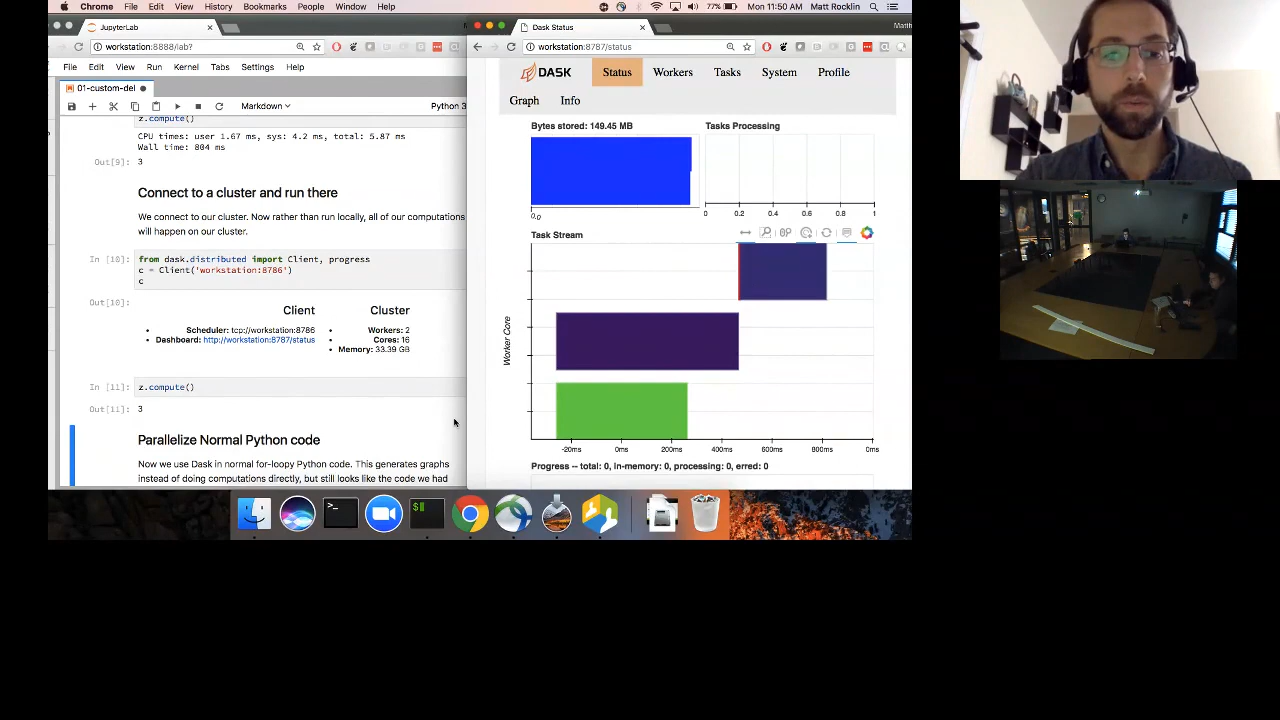 Chrome File Edit View History Bookmarks People Window Help 77% Mon 11:50 AM Matt Rocklin
JupyterLab
workstation:8888/lab?
File Edit View Run Kernel Tabs Settings Help
01-custom-del
Markdown Python 3
z.compute()
CPU times: user 1.67 ms, sys: 4.2 ms, total: 5.87 ms
Wall time: 804 ms
Out[9]: 3
Connect to a cluster and run there
We connect to our cluster. Now rather than run locally, all of our computations
will happen on our cluster.
In [10]: from dask.distributed import Client, progress
c = Client('workstation:8786')
c
Out[10]:
Client Cluster
Scheduler: tcp://workstation:8786
Dashboard: http://workstation:8787/status
Workers: 2
Cores: 16
Memory: 33.39 GB
In [11]: z.compute()
Out[11]: 3
Parallelize Normal Python code
Now we use Dask in normal for-loopy Python code. This generates graphs
instead of doing computations directly, but still looks like the code we had
Dask Status
Matth
workstation:8787/status
DASK Status Workers Tasks System Profile
Graph Info
Bytes stored: 149.45 MB
0.0
Tasks Processing
0 0.2 0.4 0.6 0.8 1
Task Stream
Worker Core
-20ms 0ms 200ms 400ms 600ms 800ms 0ms
Progress -- total: 0, in-memory: 0, processing: 0, erred: 0